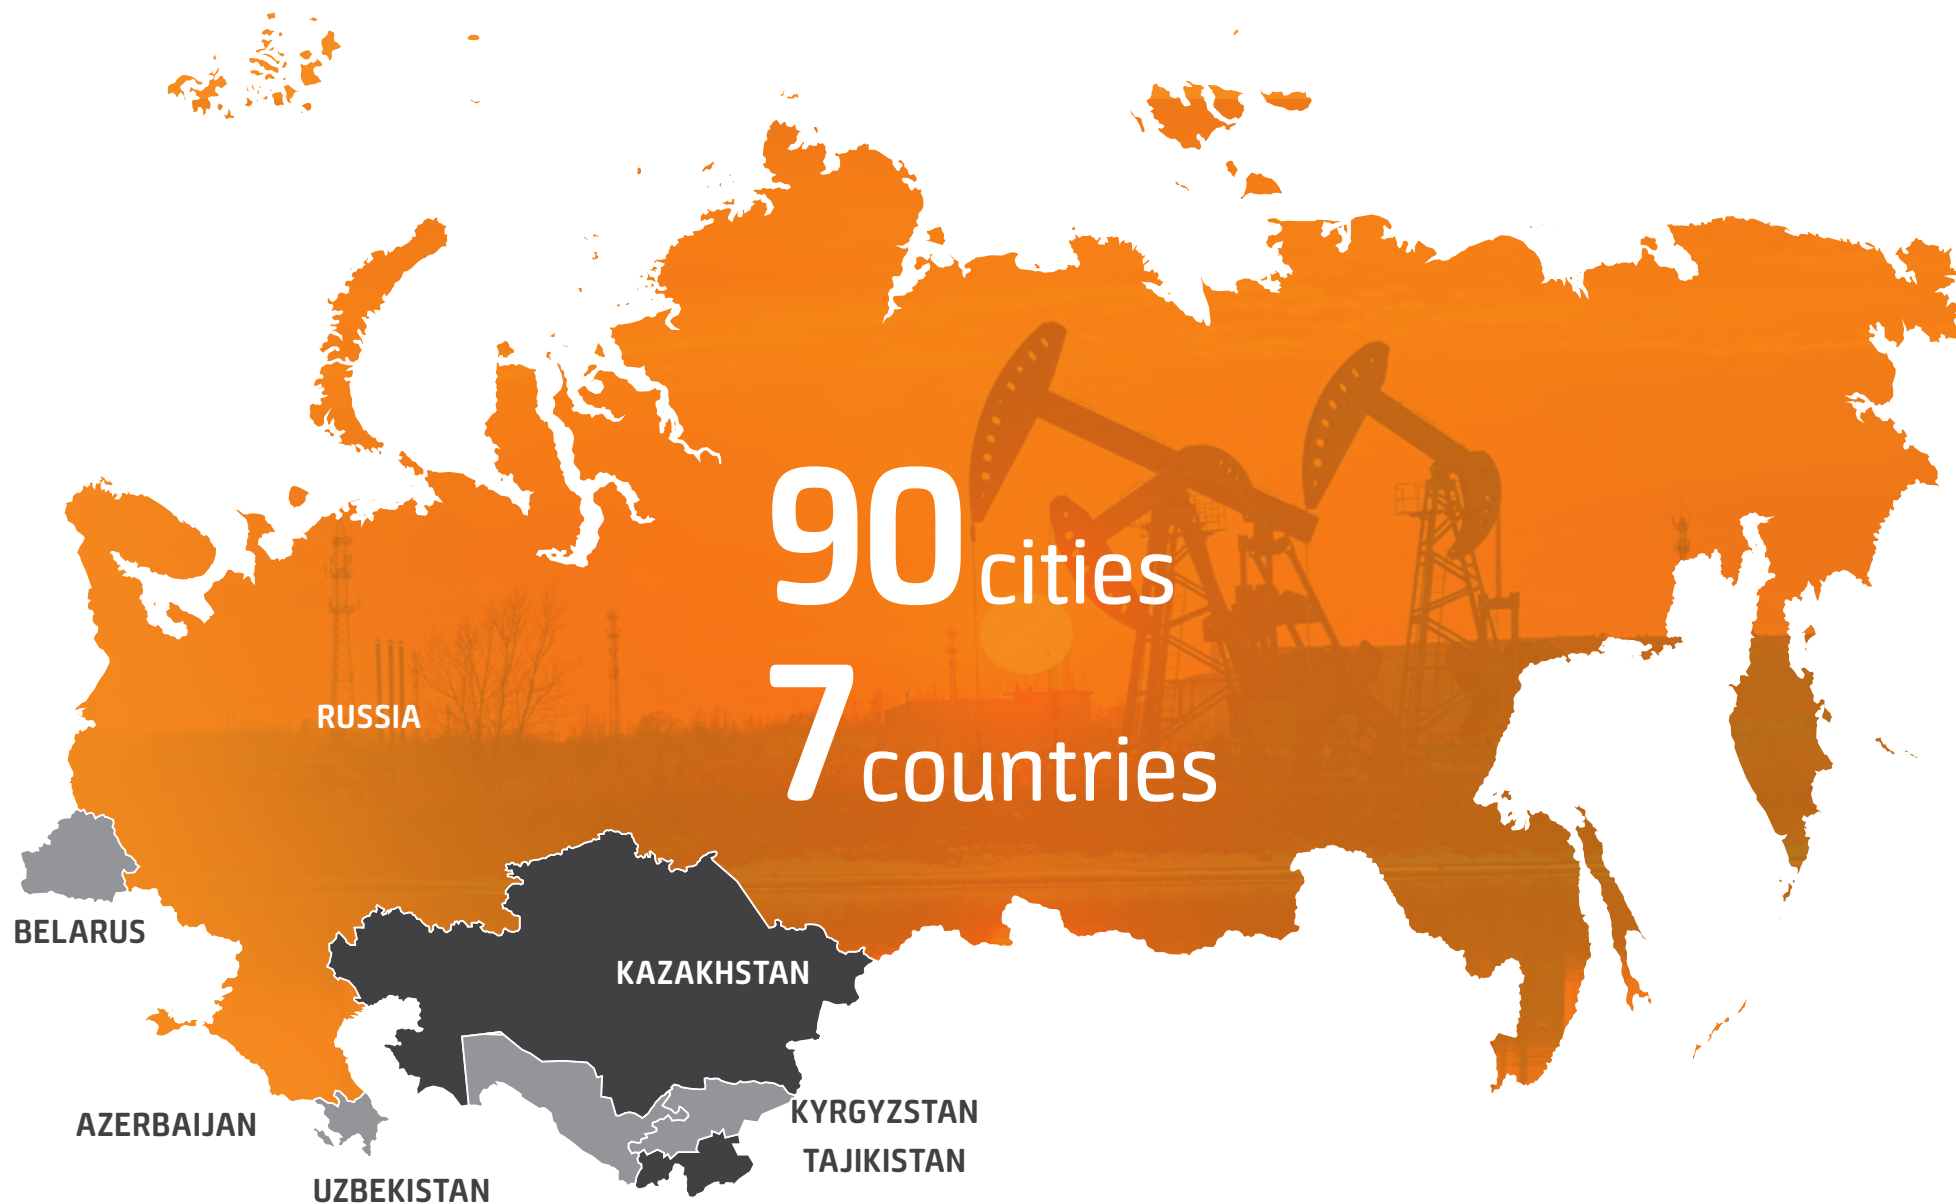 90 cities
7 countries
RUSSIA
BELARUS
KAZAKHSTAN
AZERBAIJAN
KYRGYZSTAN
TAJIKISTAN
UZBEKISTAN